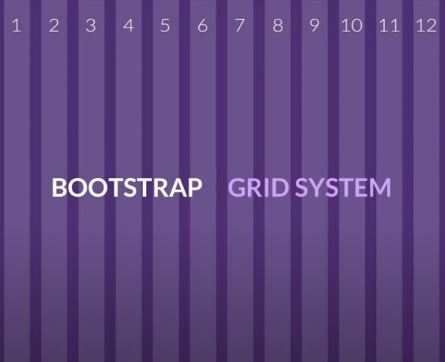 1 2 3 4 5 6 7 8 9 10 11 12
BOOTSTRAP GRID SYSTEM